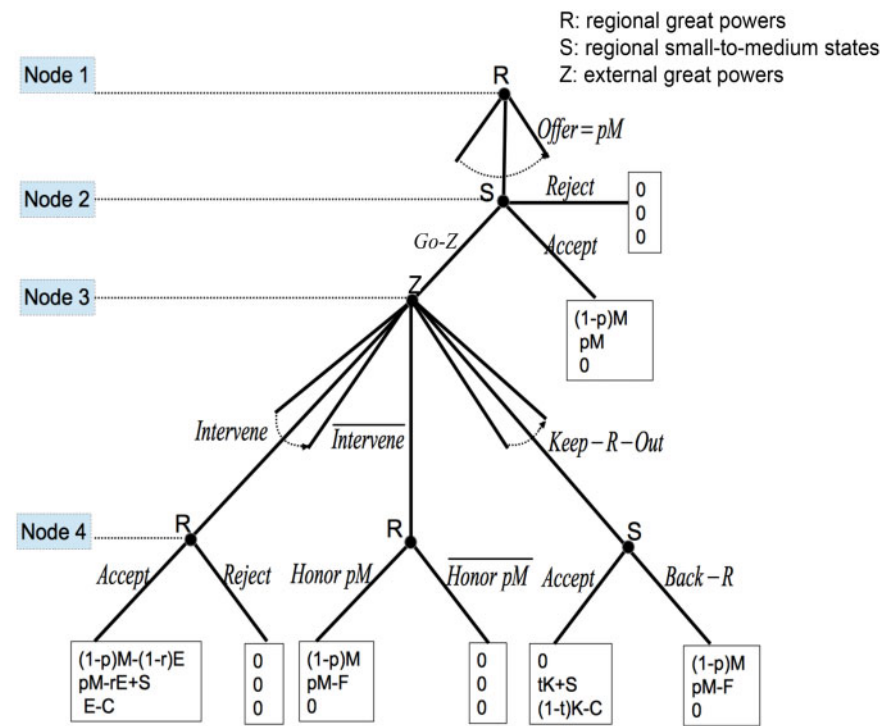 R: regional great powers
S: regional small-to-medium states
Z: external great powers
Node 1
R
Offer=pM
Node 2
S
Reject
0
0
0
Go-Z
Accept
Node 3
Z
(1-p)M
pM
0
Intervene
Intervene
Keep-R-Out
Node 4
R
R
S
Accept
Reject
Honor pM
Honor pM
Accept
Back-R
(1-p)M-(1-r)E
pM-rE+S
E-C
0
0
0
(1-p)M
pM-F
0
0
0
0
0
tK+S
(1-t)K-C
(1-p)M
pM-F
0